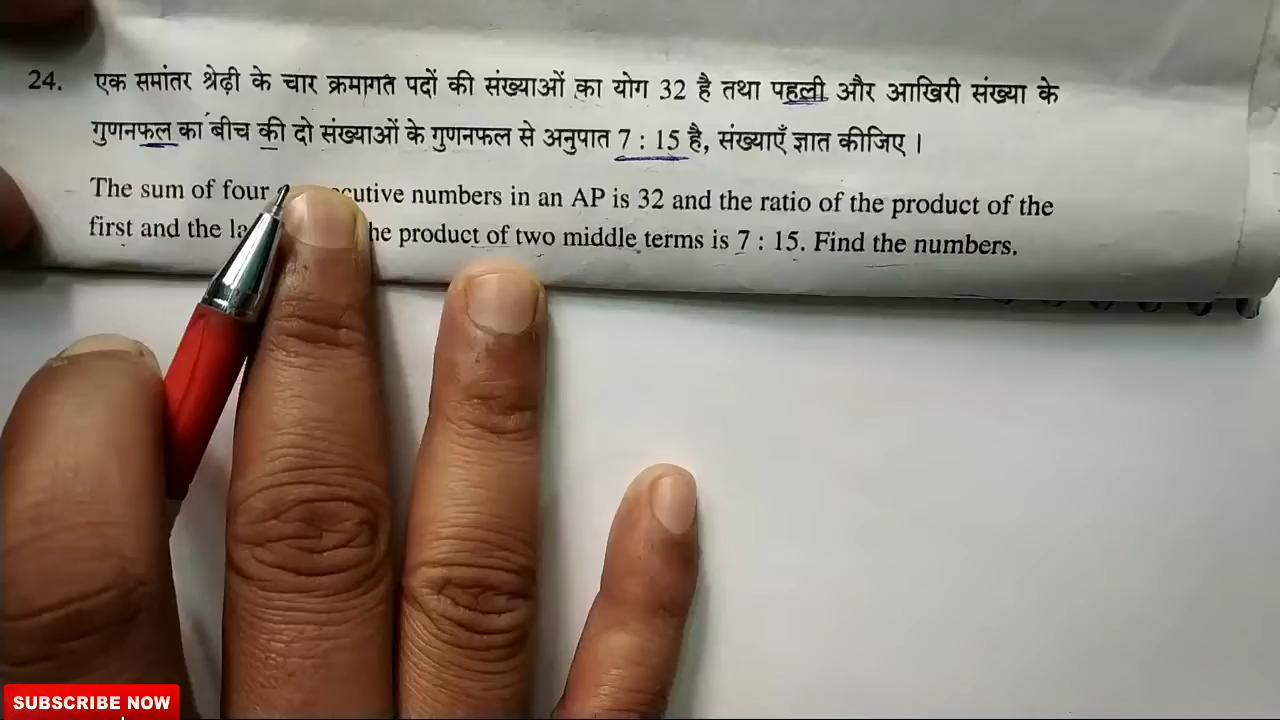 24. एक समांतर श्रेढ़ी के चार क्रमागत पदों की संख्याओं का योग 32 है तथा पहली और आखिरी संख्या के
गुणनफल का बीच की दो संख्याओं के गुणनफल से अनुपात 7 : 15 है, संख्याएँ ज्ञात कीजिए ।
The sum of four numbers in an AP is 32 and the ratio of the product of the
first and the product of two middle terms is 7 : 15. Find the numbers.
SUBSCRIBE NOW